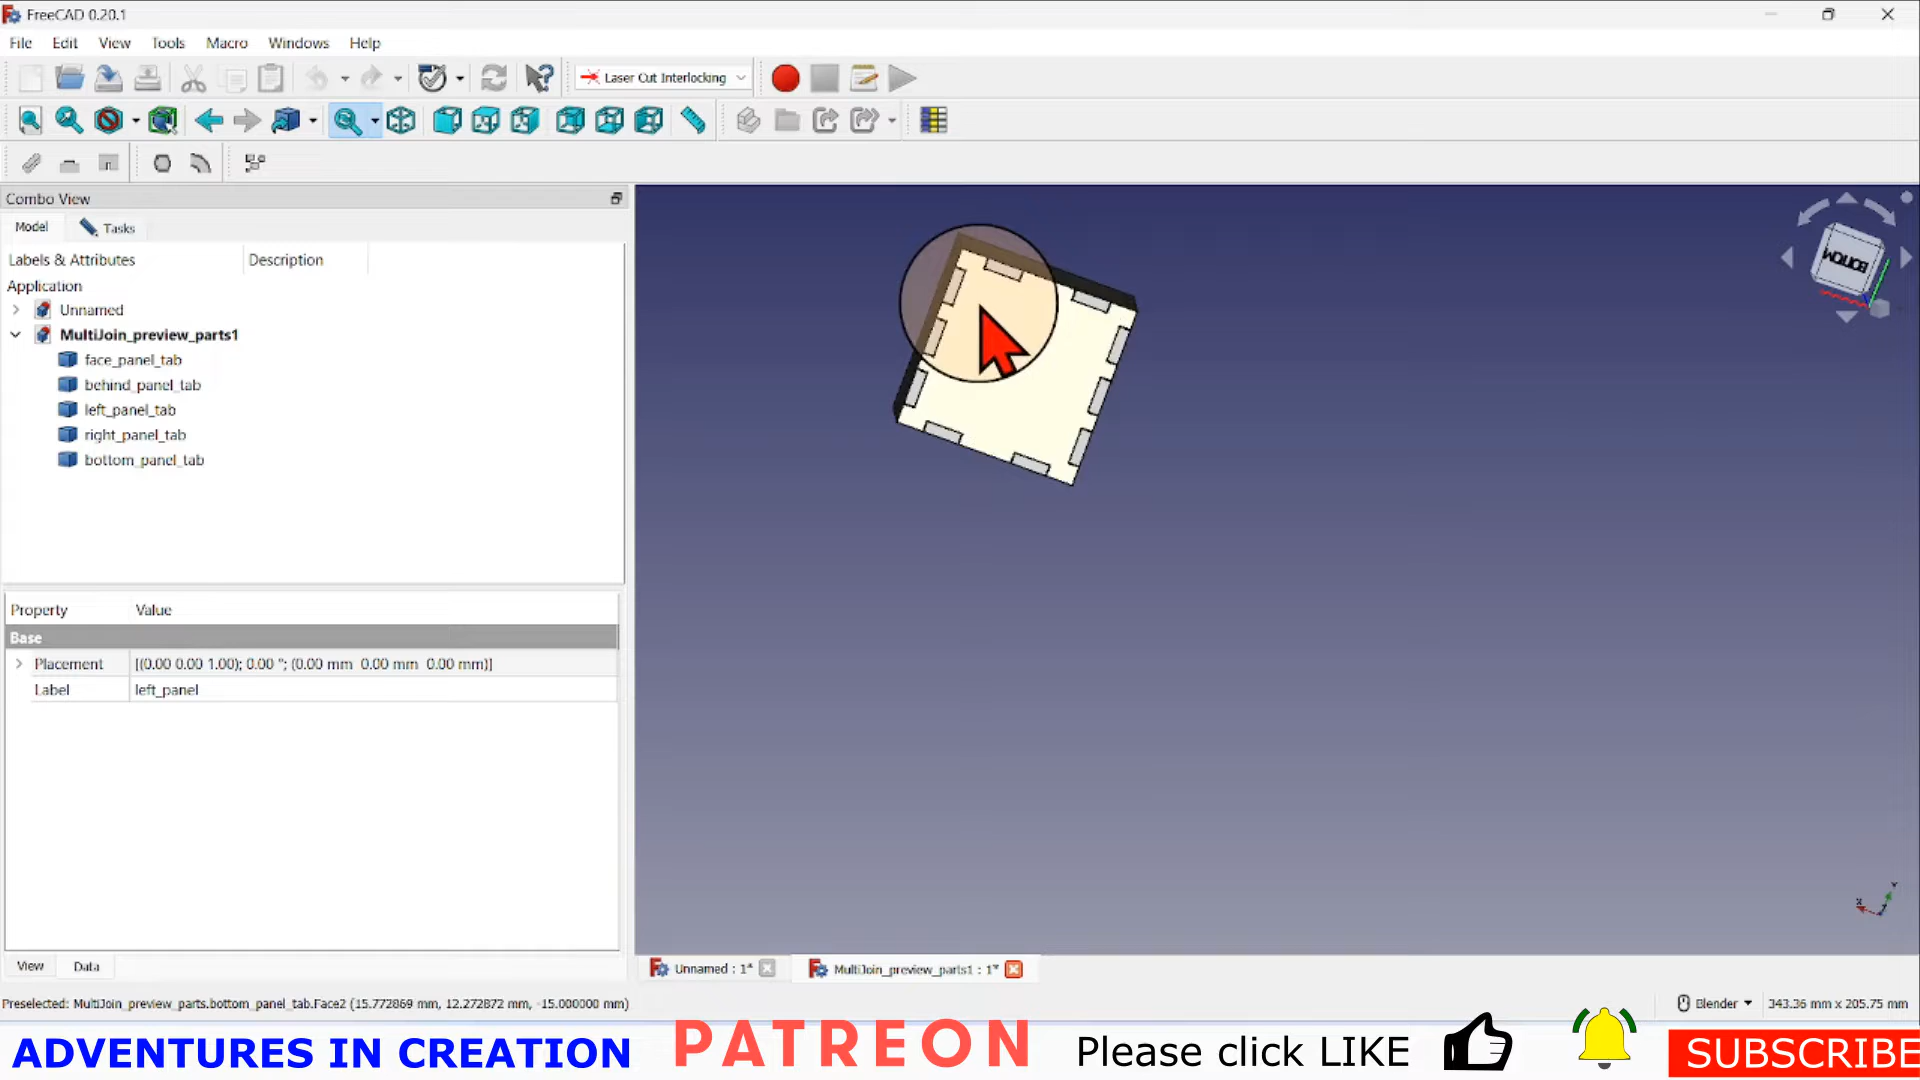 FreeCAD 0.20.1
File Edit View Tools Macro Windows Help
Laser Cut Interlocking
Combo View
Model Tasks
Labels & Attributes Description
Application
Unnamed
MultiJoin_preview_parts1
face_panel_tab
behind_panel_tab
left_panel_tab
right_panel_tab
bottom_panel_tab
BOTTOM
Property Value
Base
Placement [(0.00 0.00 1.00); 0.00 °; (0.00 mm 0.00 mm 0.00 mm)]
Label left_panel
X Y
View Data
Unnamed : 1* MultiJoin_preview_parts1 : 1*
Preselected: MultiJoin_preview_parts.bottom_panel_tab.Face2 (15.772869 mm, 12.272872 mm, -15.000000 mm)
Blender 343.36 mm x 205.75 mm
ADVENTURES IN CREATION PATREON Please click LIKE SUBSCRIBE